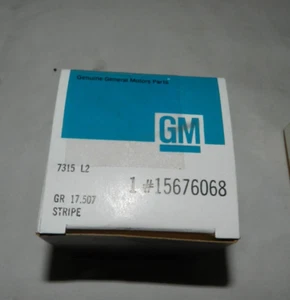 Genuine General Motors Parts
GM
7315 L2
1 #15676068
GR 17.507
STRIPE